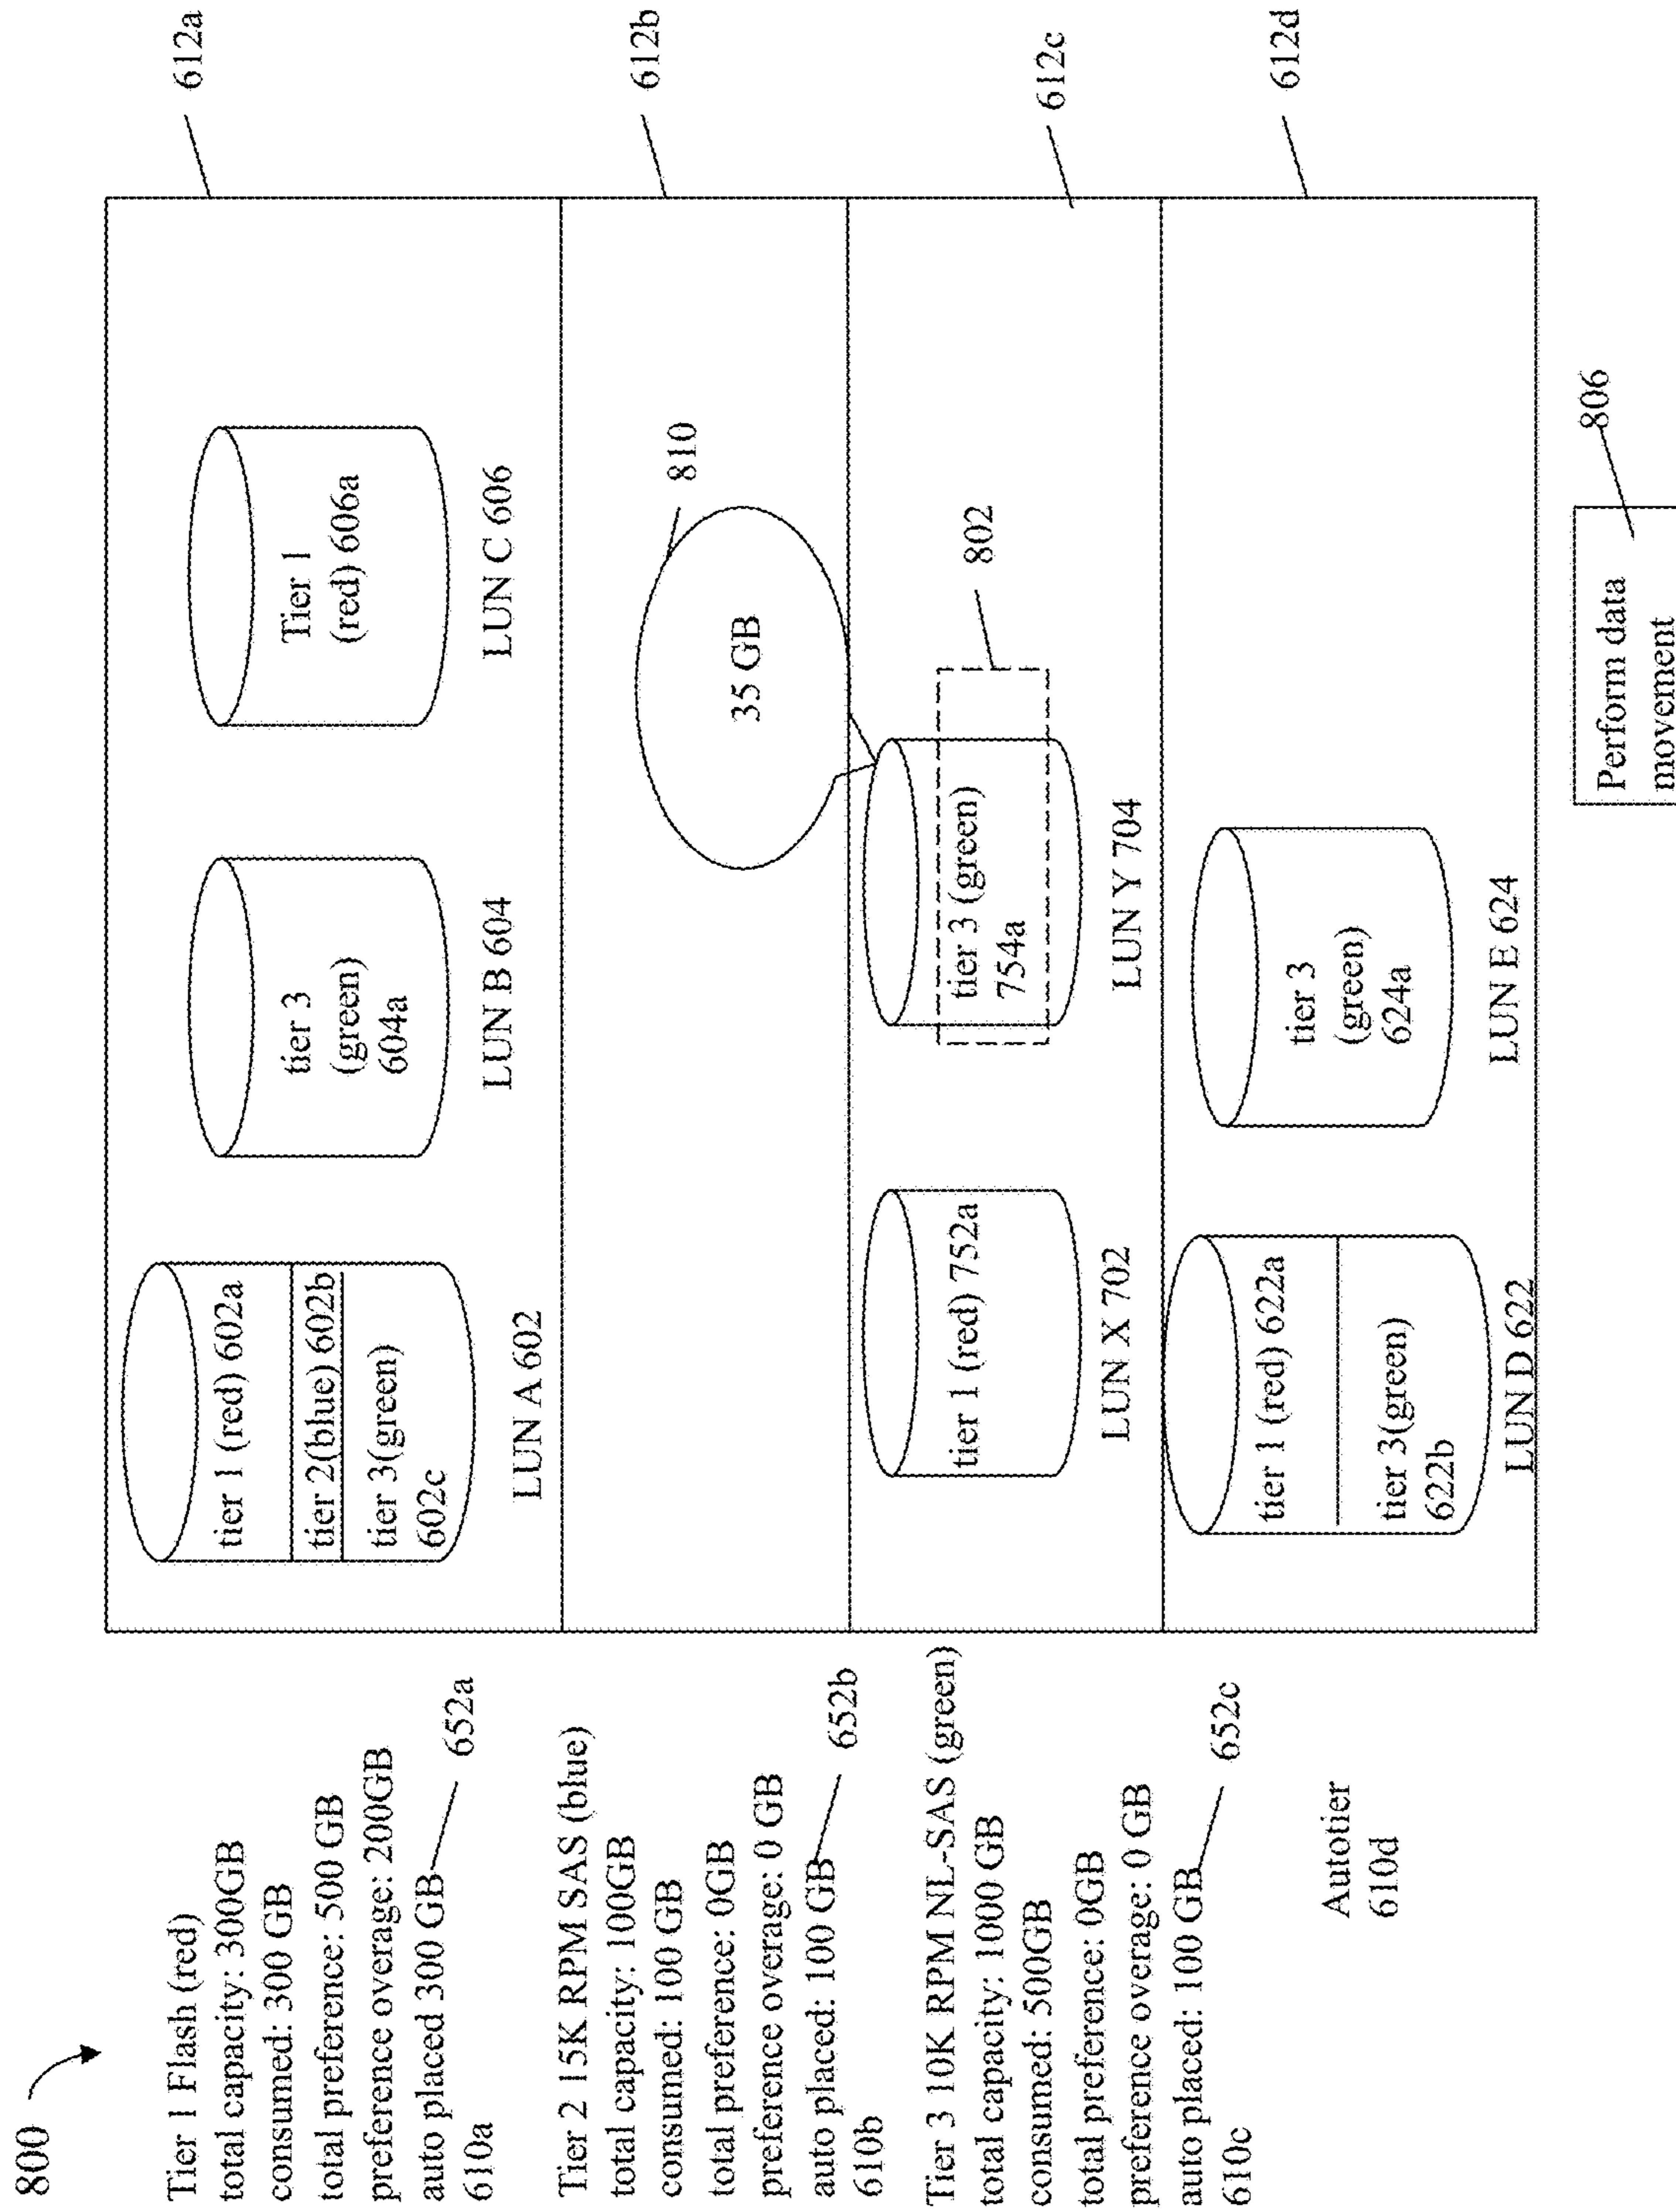 800
Tier 1 Flash (red)
total capacity: 300GB
consumed: 300 GB
total preference: 500 GB
preference overage: 200GB
auto placed 300 GB
610a
652a
Tier 2 15K RPM SAS (blue)
total capacity: 100GB
consumed: 100 GB
total preference: 0GB
preference overage: 0 GB
auto placed: 100 GB
610b
652b
Tier 3 10K RPM NL-SAS (green)
total capacity: 1000 GB
consumed: 500GB
total preference: 0GB
preference overage: 0 GB
auto placed: 100 GB
610c
652c
Autotier
610d
tier 1 (red) 602a
tier 2(blue) 602b
tier 3(green)
602c
LUN A 602
tier 3
(green)
604a
LUN B 604
Tier 1
(red) 606a
LUN C 606
612a
35 GB
810
612b
tier 1 (red) 752a
LUN X 702
tier 3 (green)
754a
LUN Y 704
802
612c
tier 1 (red) 622a
tier 3(green)
622b
LUN D 622
tier 3
(green)
624a
LUN E 624
612d
Perform data
movement
806